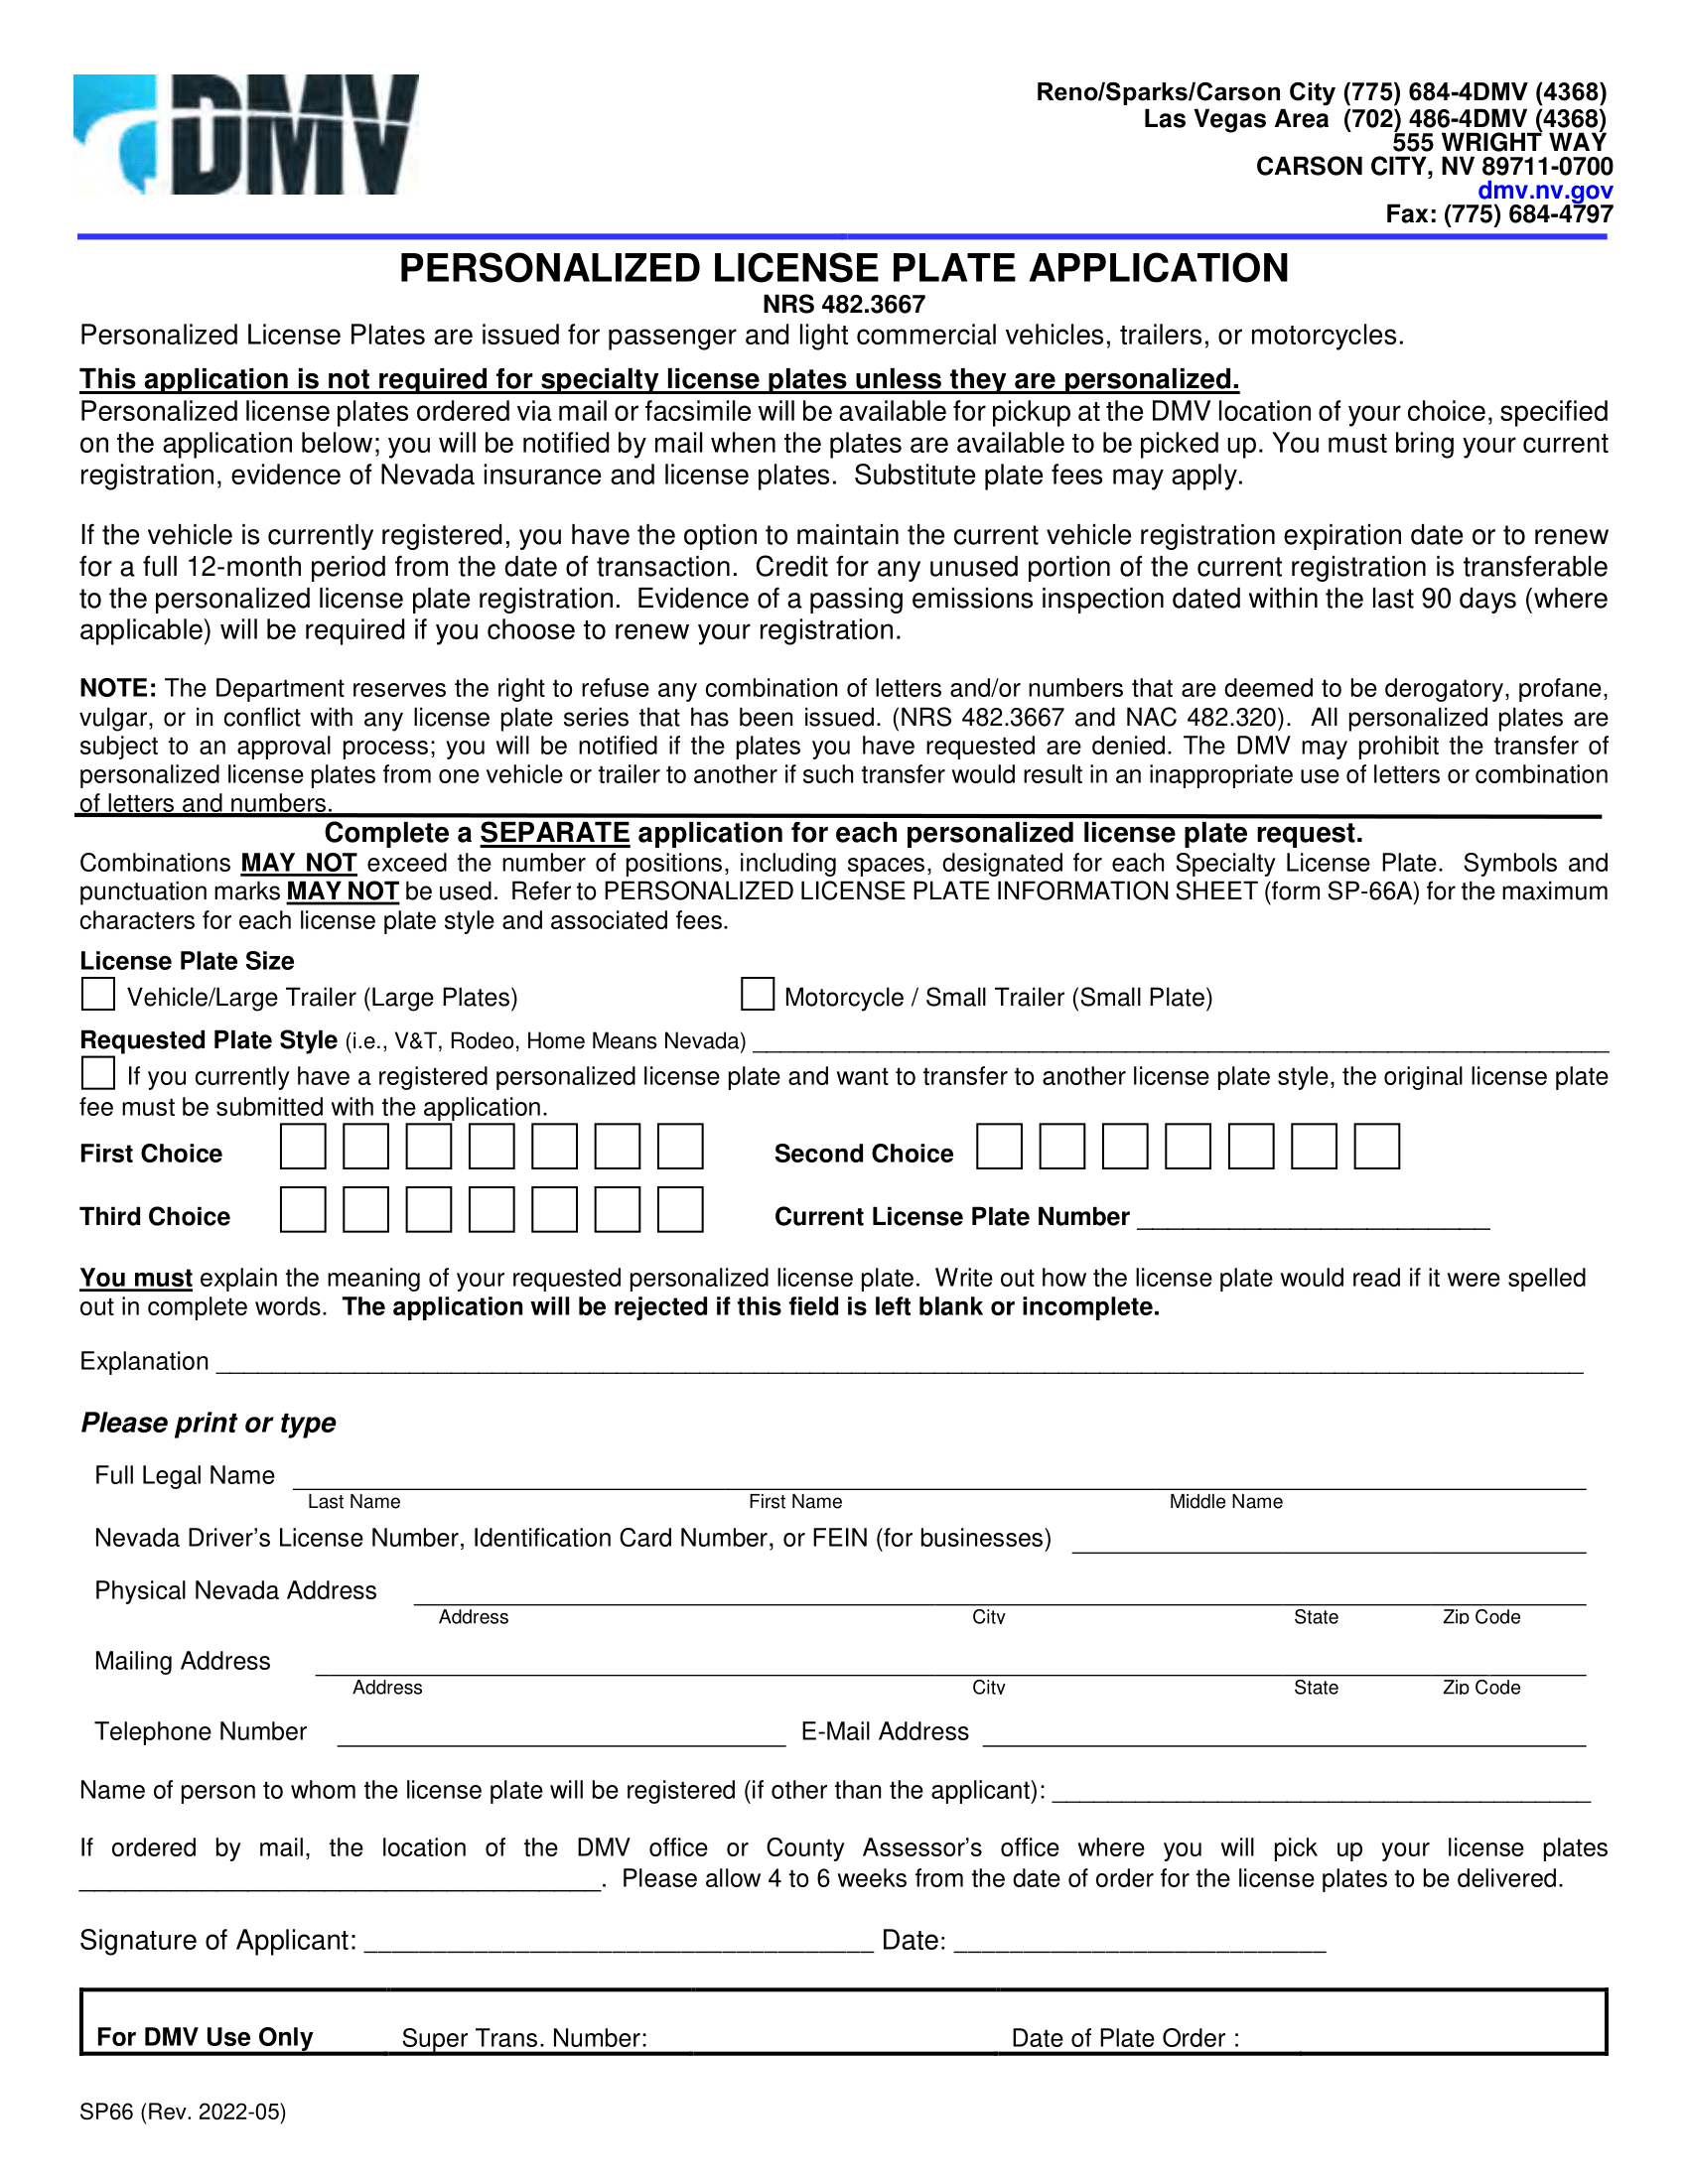 DMV
Reno/Sparks/Carson City (775) 684-4DMV (4368)
Las Vegas Area (702) 486-4DMV (4368)
555 WRIGHT WAY
CARSON CITY, NV 89711-0700
dmv.nv.gov
Fax: (775) 684-4797
PERSONALIZED LICENSE PLATE APPLICATION
NRS 482.3667
Personalized License Plates are issued for passenger and light commercial vehicles, trailers, or motorcycles.
This application is not required for specialty license plates unless they are personalized.
Personalized license plates ordered via mail or facsimile will be available for pickup at the DMV location of your choice, specified
on the application below; you will be notified by mail when the plates are available to be picked up. You must bring your current
registration, evidence of Nevada insurance and license plates. Substitute plate fees may apply.
If the vehicle is currently registered, you have the option to maintain the current vehicle registration expiration date or to renew
for a full 12-month period from the date of transaction. Credit for any unused portion of the current registration is transferable
to the personalized license plate registration. Evidence of a passing emissions inspection dated within the last 90 days (where
applicable) will be required if you choose to renew your registration.
NOTE: The Department reserves the right to refuse any combination of letters and/or numbers that are deemed to be derogatory, profane,
vulgar, or in conflict with any license plate series that has been issued. (NRS 482.3667 and NAC 482.320). All personalized plates are
subject to an approval process; you will be notified if the plates you have requested are denied. The DMV may prohibit the transfer of
personalized license plates from one vehicle or trailer to another if such transfer would result in an inappropriate use of letters or combination
of letters and numbers.
Complete a SEPARATE application for each personalized license plate request.
Combinations MAY NOT exceed the number of positions, including spaces, designated for each Specialty License Plate. Symbols and
punctuation marks MAY NOT be used. Refer to PERSONALIZED LICENSE PLATE INFORMATION SHEET (form SP-66A) for the maximum
characters for each license plate style and associated fees.
License Plate Size
Vehicle/Large Trailer (Large Plates) Motorcycle / Small Trailer (Small Plate)
Requested Plate Style (i.e., V&T, Rodeo, Home Means Nevada)
If you currently have a registered personalized license plate and want to transfer to another license plate style, the original license plate
fee must be submitted with the application.
First Choice Second Choice
Third Choice Current License Plate Number
You must explain the meaning of your requested personalized license plate. Write out how the license plate would read if it were spelled
out in complete words. The application will be rejected if this field is left blank or incomplete.
Explanation
Please print or type
Full Legal Name
Last Name First Name Middle Name
Nevada Driver's License Number, Identification Card Number, or FEIN (for businesses)
Physical Nevada Address
Address City State Zip Code
Mailing Address
Address City State Zip Code
Telephone Number E-Mail Address
Name of person to whom the license plate will be registered (if other than the applicant):
If ordered by mail, the location of the DMV office or County Assessor's office where you will pick up your license plates
. Please allow 4 to 6 weeks from the date of order for the license plates to be delivered.
Signature of Applicant: Date:
For DMV Use Only Super Trans. Number: Date of Plate Order :
SP66 (Rev. 2022-05)